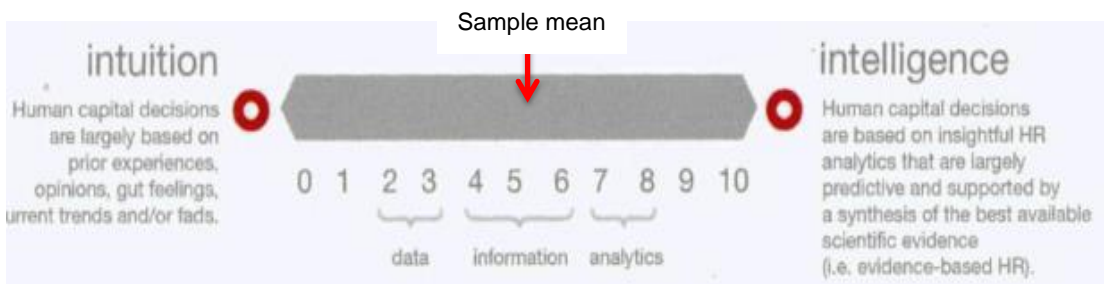 Sample mean
intuition
Human capital decisions
are largely based on
prior experiences,
opinions, gut feelings,
urrent trends and/or fads.
0 1 2 3 4 5 6 7 8 9 10
data information analytics
intelligence
Human capital decisions
are based on insightful HR
analytics that are largely
predictive and supported by
a synthesis of the best available
scientific evidence
(i.e. evidence-based HR).